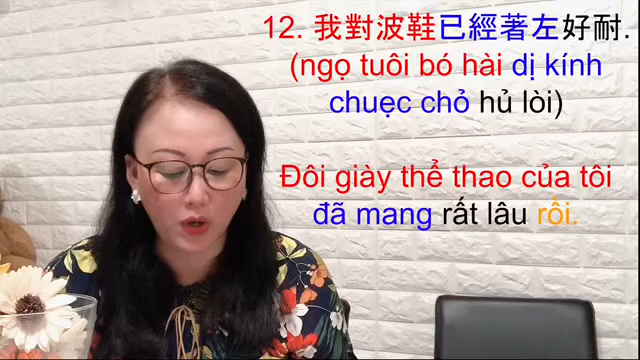 12. 我對波鞋已經著左好耐.
(ngọ tuôi bó hài dị kính
chuẹc chỏ hủ lòi)
Đôi giày thể thao của tôi
đã mang rất lâu rồi.